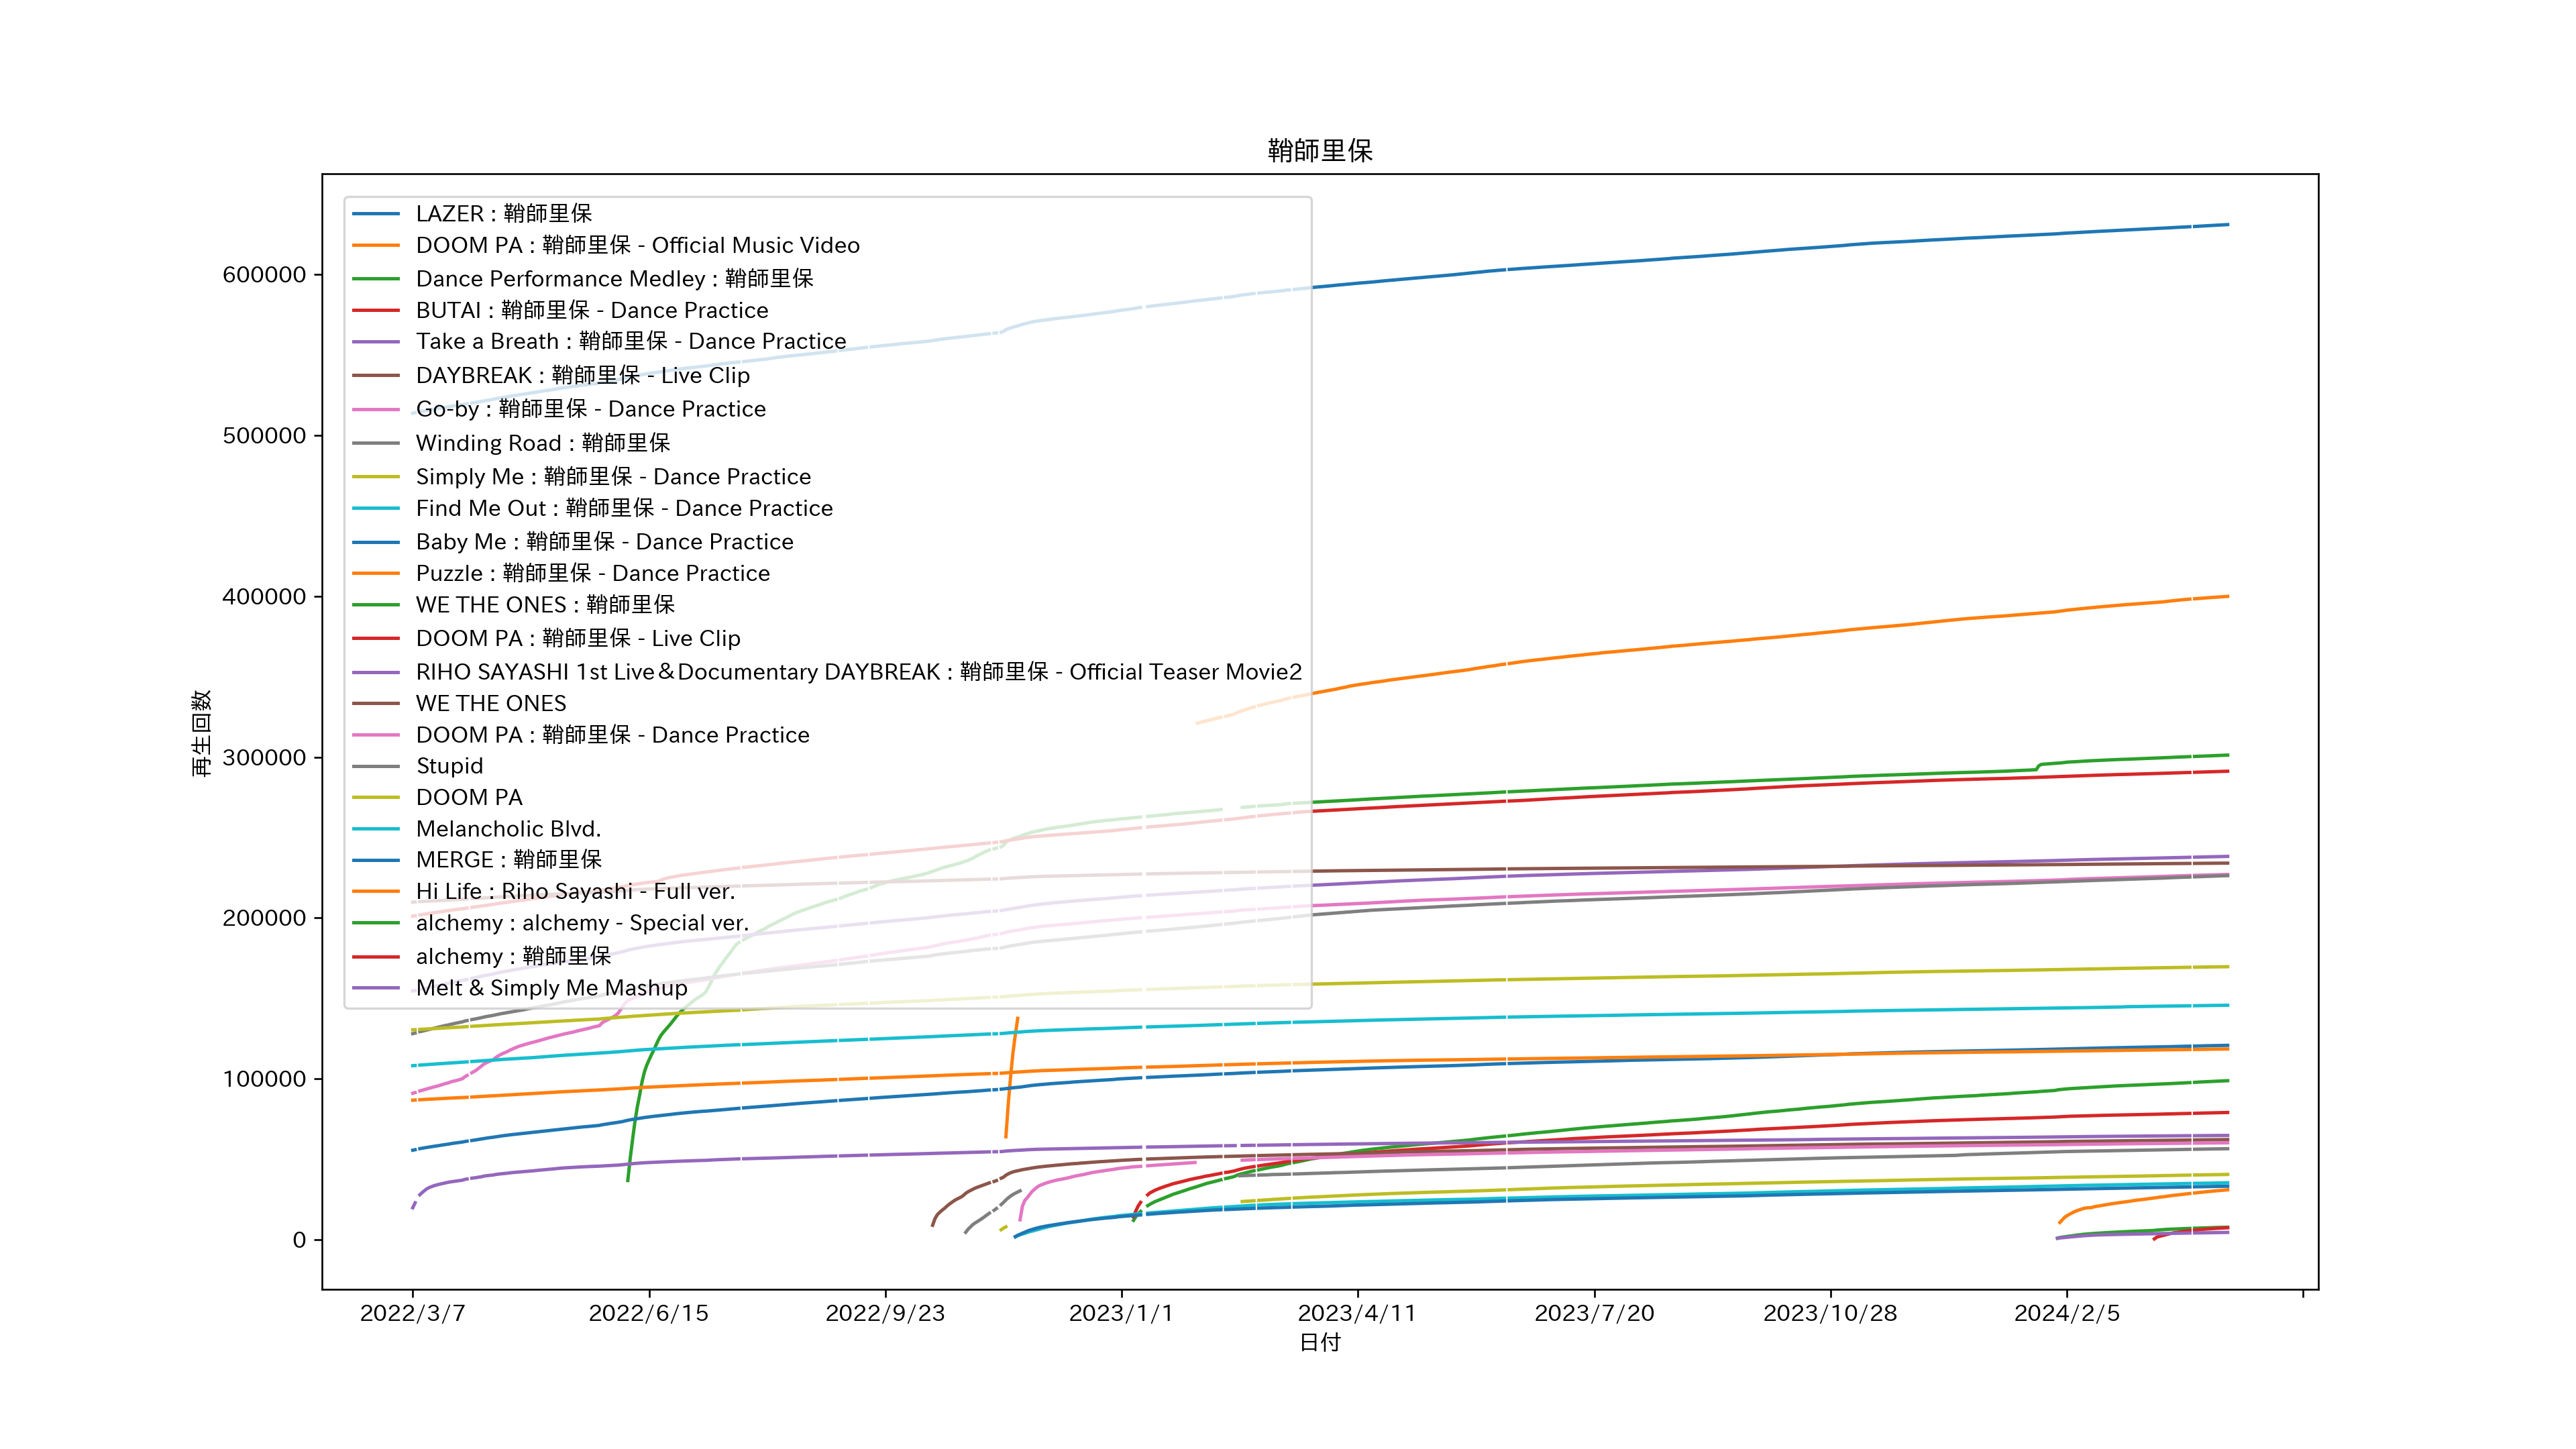 鞘師里保
LAZER : 鞘師里保
DOOM PA : 鞘師里保 - Official Music Video
Dance Performance Medley : 鞘師里保
BUTAI : 鞘師里保 - Dance Practice
Take a Breath : 鞘師里保 - Dance Practice
DAYBREAK : 鞘師里保 - Live Clip
Go-by : 鞘師里保 - Dance Practice
Winding Road : 鞘師里保
Simply Me : 鞘師里保 - Dance Practice
Find Me Out : 鞘師里保 - Dance Practice
Baby Me : 鞘師里保 - Dance Practice
Puzzle : 鞘師里保 - Dance Practice
WE THE ONES : 鞘師里保
DOOM PA : 鞘師里保 - Live Clip
RIHO SAYASHI 1st Live＆Documentary DAYBREAK : 鞘師里保 - Official Teaser Movie2
WE THE ONES
DOOM PA : 鞘師里保 - Dance Practice
Stupid
DOOM PA
Melancholic Blvd.
MERGE : 鞘師里保
Hi Life : Riho Sayashi - Full ver.
alchemy : alchemy - Special ver.
alchemy : 鞘師里保
Melt & Simply Me Mashup
600000
500000
400000
300000
200000
100000
0
再生回数
2022/3/7
2022/6/15
2022/9/23
2023/1/1
2023/4/11
2023/7/20
2023/10/28
2024/2/5
日付